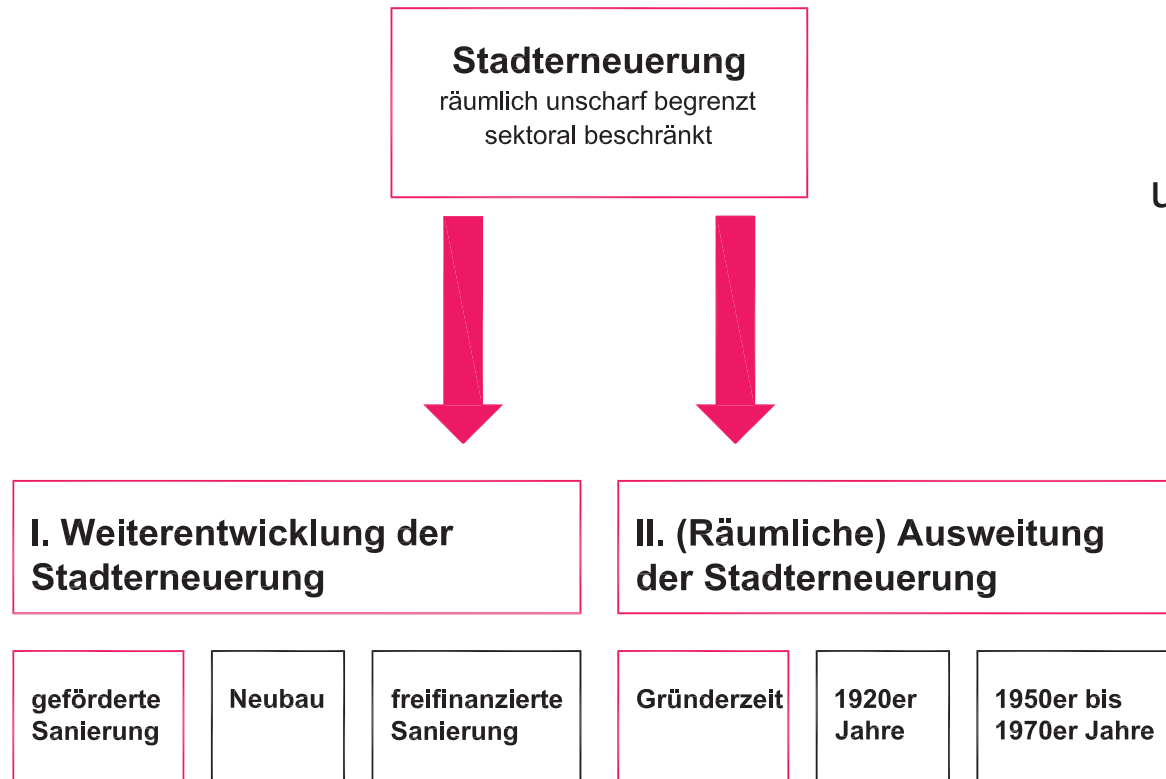 Stadterneuerung
räumlich unscharf begrenzt
sektoral beschränkt
I. Weiterentwicklung der
Stadterneuerung
II. (Räumliche) Ausweitung
der Stadterneuerung
geförderte
Sanierung
Neubau
freifinanzierte
Sanierung
Gründerzeit
1920er
Jahre
1950er bis
1970er Jahre